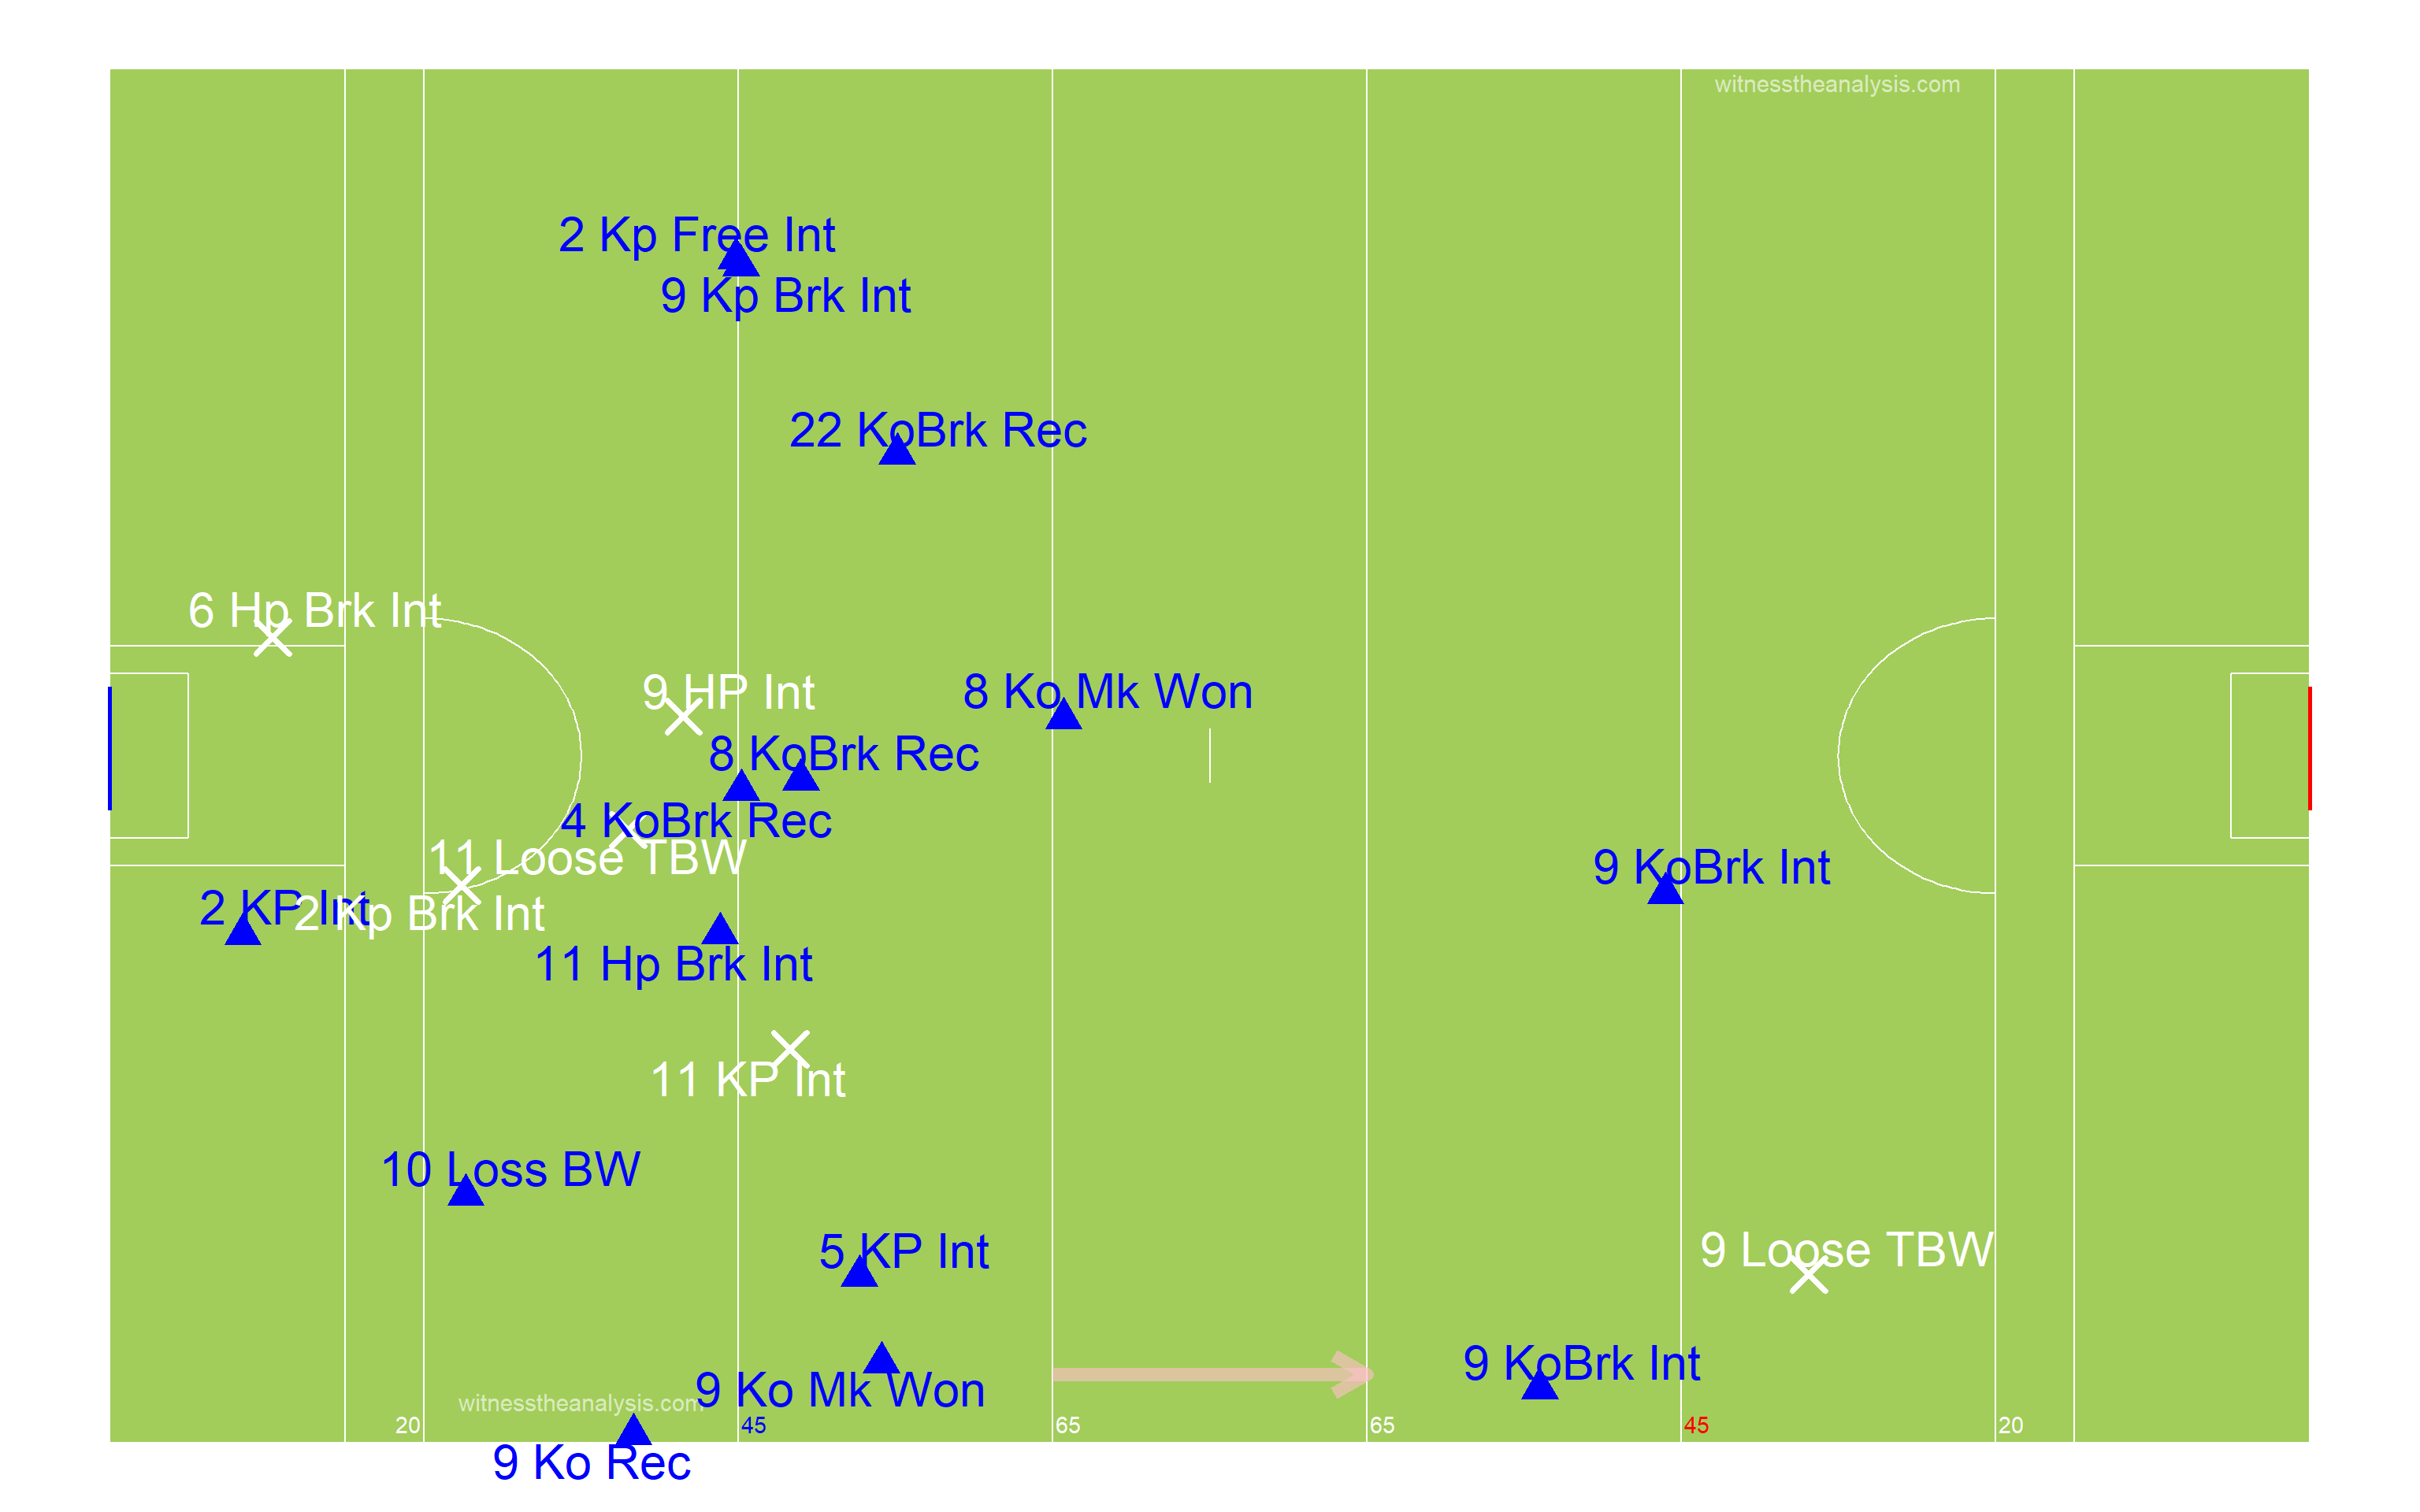 witnesstheanalysis.com
2 Kp Free Int
9 Kp Brk Int
22 KoBrk Rec
6 Hp Brk Int
9 HP Int
8 Ko Mk Won
8 KoBrk Rec
4 KoBrk Rec
11 Loose TBW
9 KoBrk Int
2 KP Int
2 Kp Brk Int
11 Hp Brk Int
11 KP Int
10 Loss BW
5 KP Int
9 Loose TBW
9 KoBrk Int
9 Ko Mk Won
witnesstheanalysis.com
20
45
65
65
45
20
9 Ko Rec